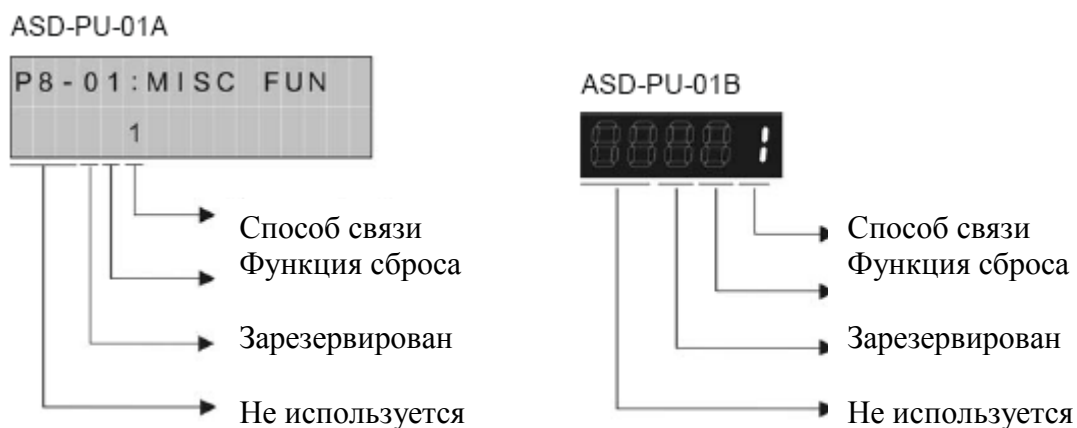 ASD-PU-01A
P8-01:MISC FUN
1
Способ связи
Функция сброса
Зарезервирован
Не используется
ASD-PU-01B
1
Способ связи
Функция сброса
Зарезервирован
Не используется